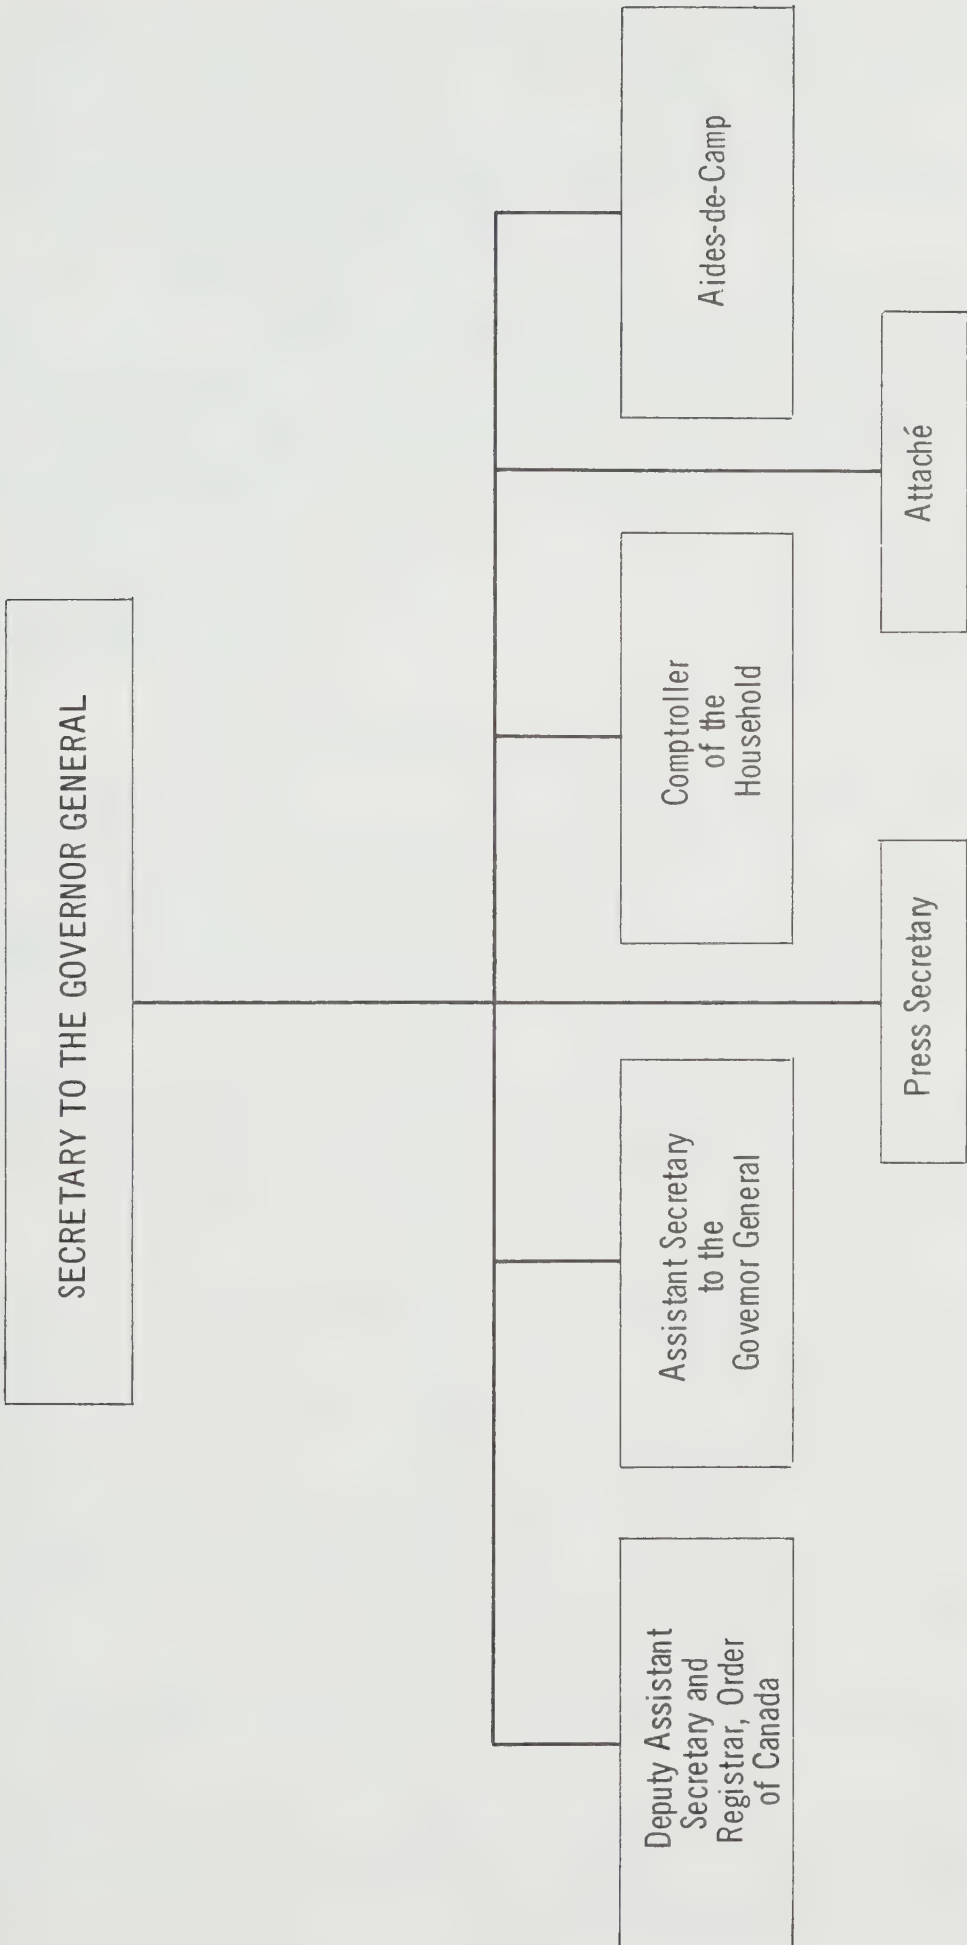 SECRETARY TO THE GOVERNOR GENERAL
Deputy Assistant
Secretary and
Registrar, Order
of Canada
Assistant Secretary
to the
Governor General
Comptroller
of the
Household
Aides-de-Camp
Press Secretary
Attaché